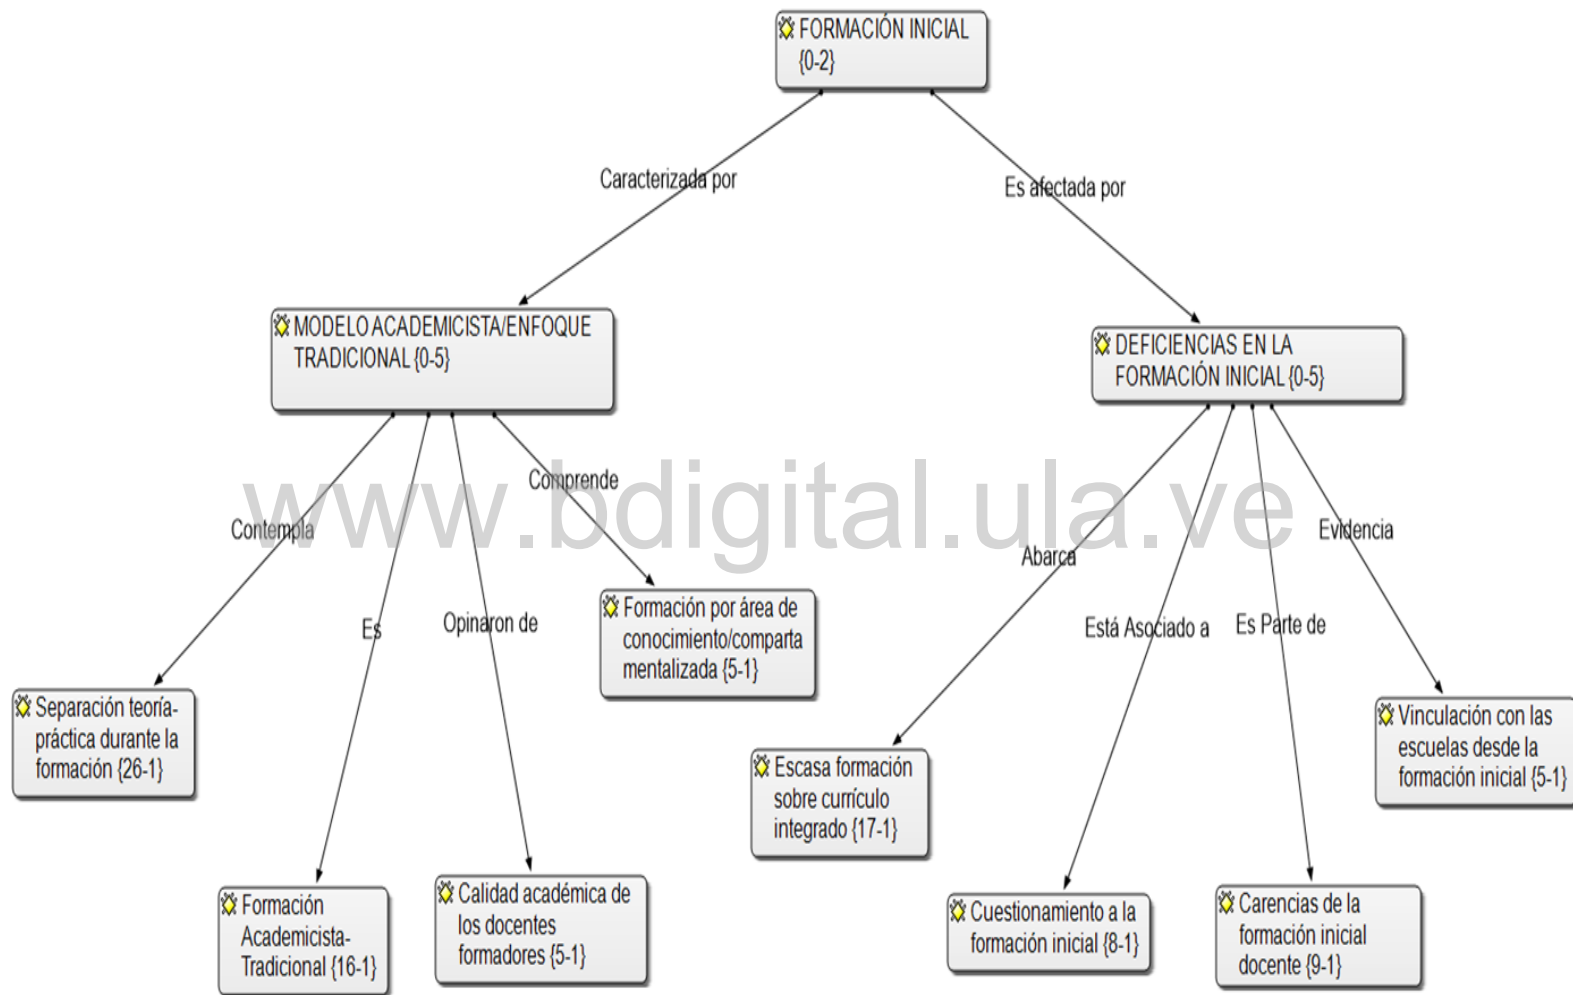 FORMACIÓN INICIAL
{0-2}
Caracterizada por
Es afectada por
MODELO ACADEMICISTA/ENFOQUE
TRADICIONAL {0-5}
DEFICIENCIAS EN LA
FORMACIÓN INICIAL {0-5}
Contempla
Es
Opinaron de
Comprende
Abarca
Está Asociado a
Es Parte de
Evidencia
www.bdigital.ula.ve
Separación teoría-
práctica durante la
formación {26-1}
Formación
Academicista-
Tradicional {16-1}
Calidad académica de
los docentes
formadores {5-1}
Formación por área de
conocimiento/comparta
mentalizada {5-1}
Escasa formación
sobre currículo
integrado {17-1}
Cuestionamiento a la
formación inicial {8-1}
Carencias de la
formación inicial
docente {9-1}
Vinculación con las
escuelas desde la
formación inicial {5-1}